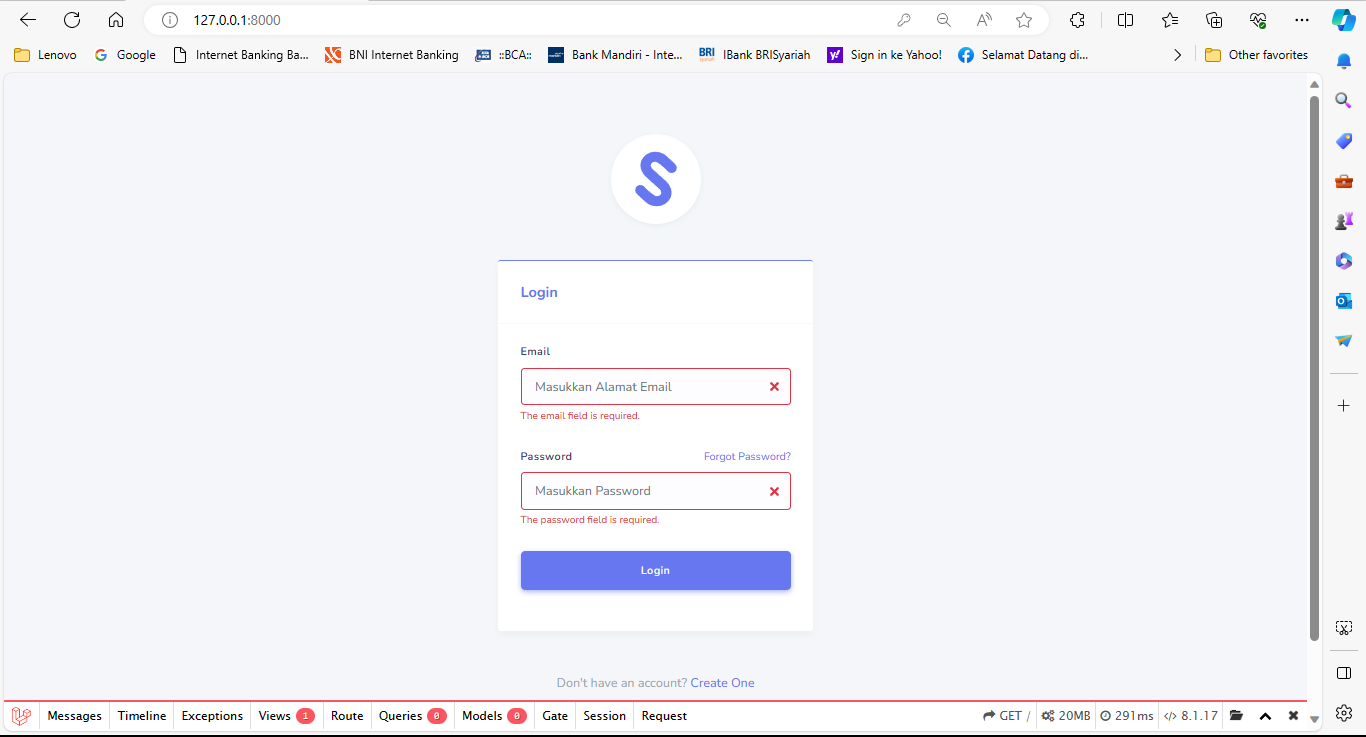 127.0.0.1:8000
Lenovo Google Internet Banking Ba... BNI Internet Banking ::BCA:: Bank Mandiri - Inte... BRI IBank BRISyariah Sign in ke Yahoo! Selamat Datang di... Other favorites
S
Login
Email
Masukkan Alamat Email
The email field is required.
Password Forgot Password?
Masukkan Password
The password field is required.
Login
Don't have an account? Create One
Messages Timeline Exceptions Views 1 Route Queries 0 Models 0 Gate Session Request GET / 20MB 291ms 8.1.17